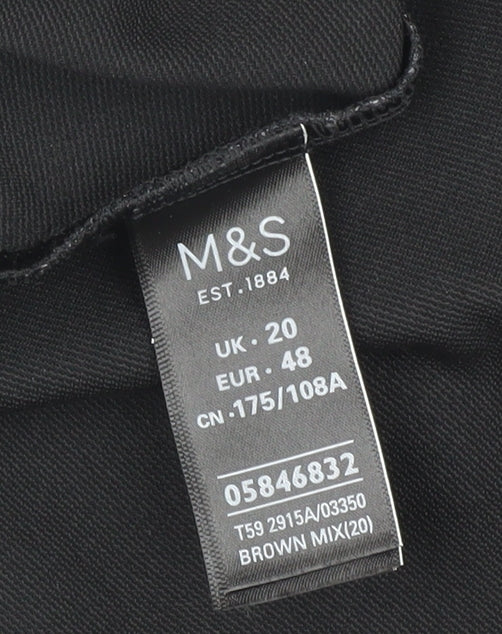 M&S
EST.1884
UK · 20
EUR · 48
CN ·175/108A
05846832
T59 2915A/03350
BROWN MIX(20)